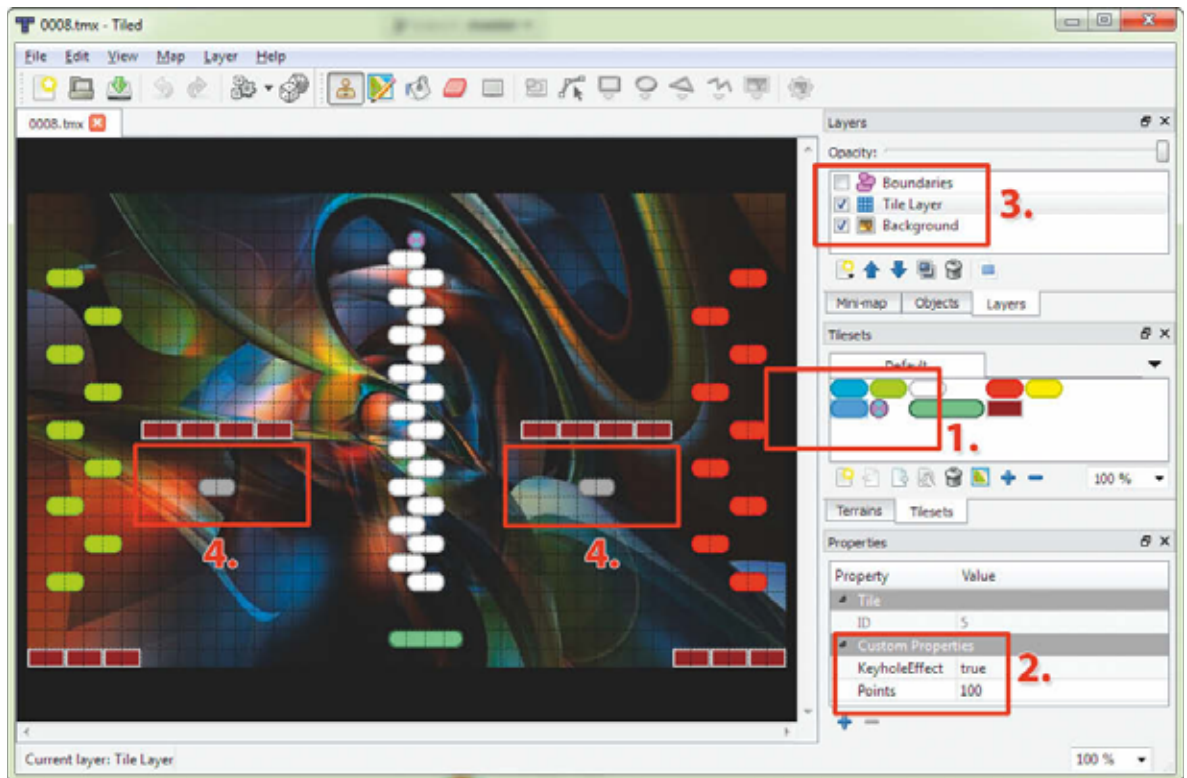 0008.tmx - Tiled
File Edit View Map Layer Help
0008.tmx
Layers
Opacity:
Boundaries
Tile Layer
Background
3.
Mini-map Objects Layers
Tilesets
Default
1.
100 %
Terrains Tilesets
4.
4.
Properties
Property Value
Tile
ID 5
Custom Properties
KeyholeEffect true
Points 100
2.
Current layer: Tile Layer
100 %